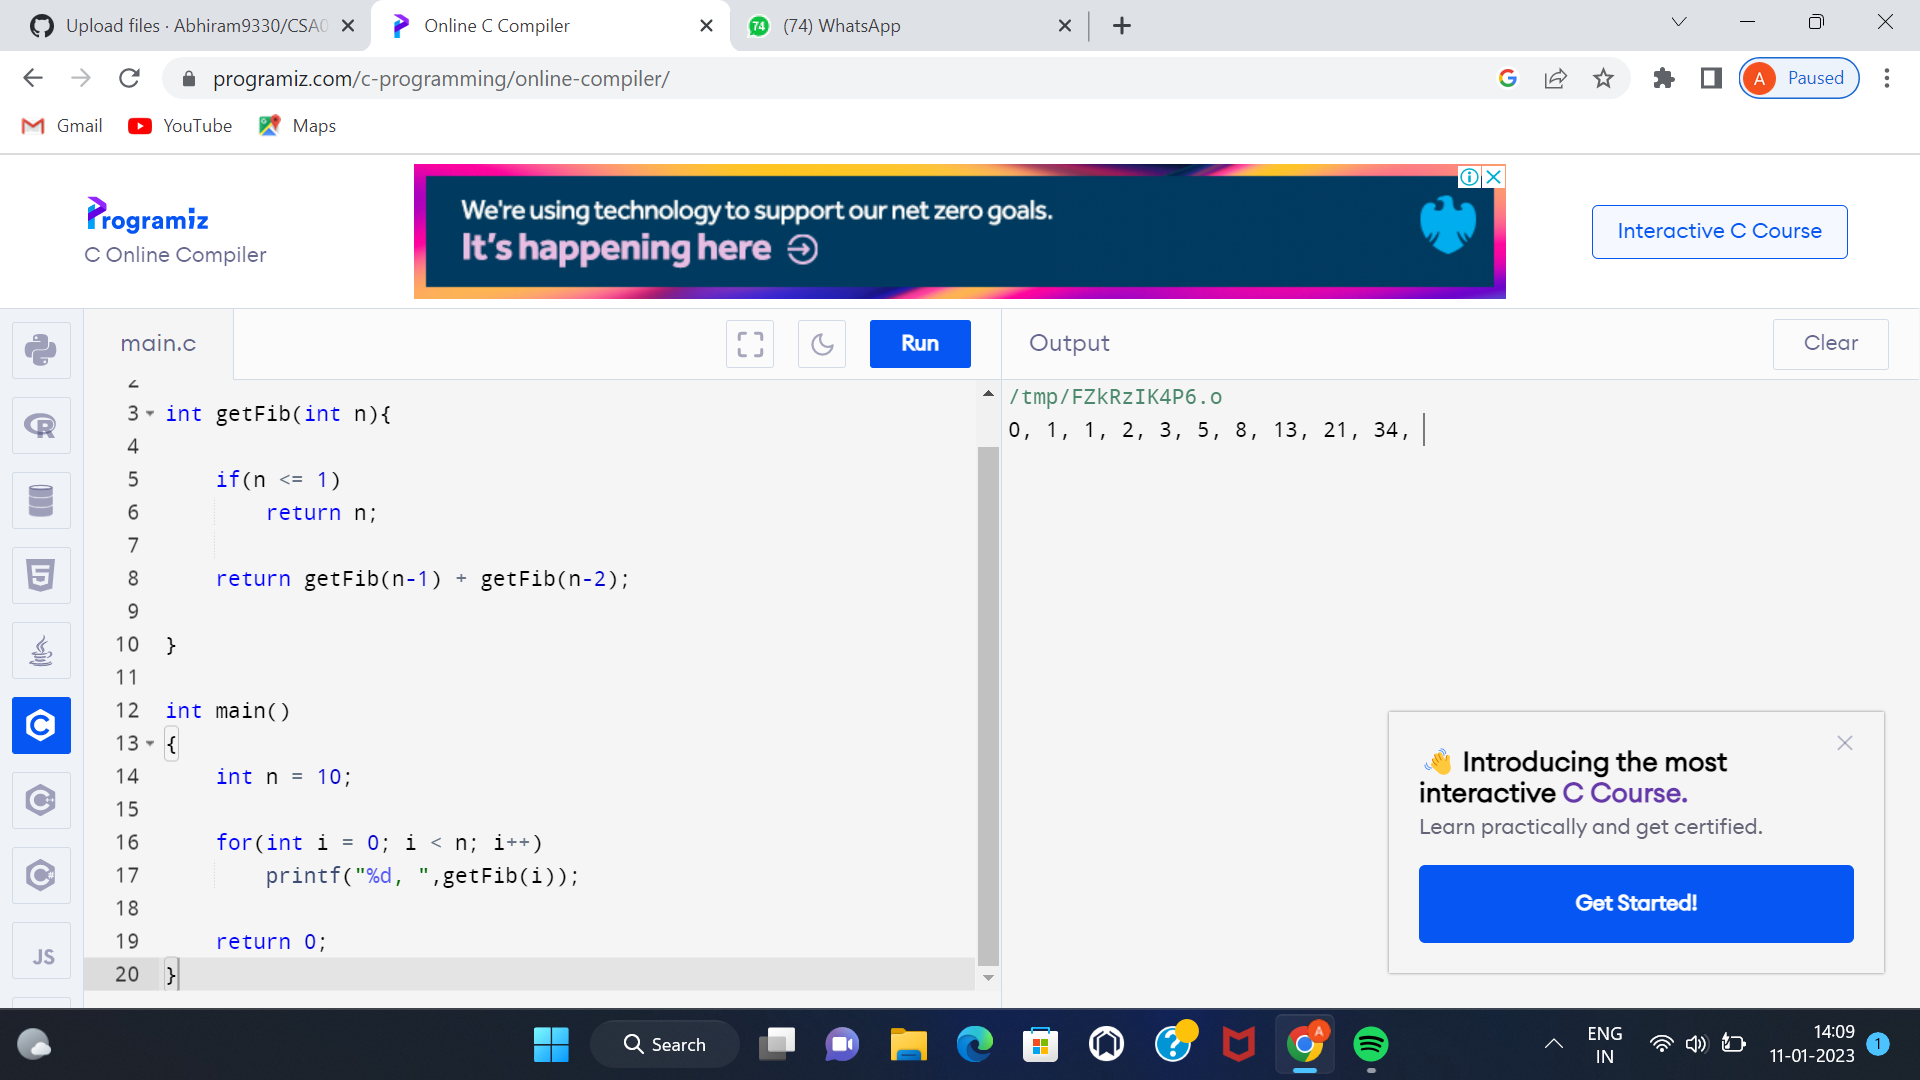 Upload files · Abhiram9330/CSA0
Online C Compiler
74
(74) WhatsApp
programiz.com/c-programming/online-compiler/
A
Paused
Gmail
YouTube
Maps
Programiz
C Online Compiler
We're using technology to support our net zero goals.
It's happening here
Interactive C Course
main.c
Run
Output
Clear
2
3 int getFib(int n){
4
5 if(n <= 1)
6 return n;
7
8 return getFib(n-1) + getFib(n-2);
9
10 }
11
12 int main()
13 {
14 int n = 10;
15
16 for(int i = 0; i < n; i++)
17 printf("%d, ",getFib(i));
18
19 return 0;
20 }
/tmp/FZkRzIK4P6.o
0, 1, 1, 2, 3, 5, 8, 13, 21, 34,
👋 Introducing the most
interactive C Course.
Learn practically and get certified.
Get Started!
JS
Search
A
ENG
IN
14:09
11-01-2023
1